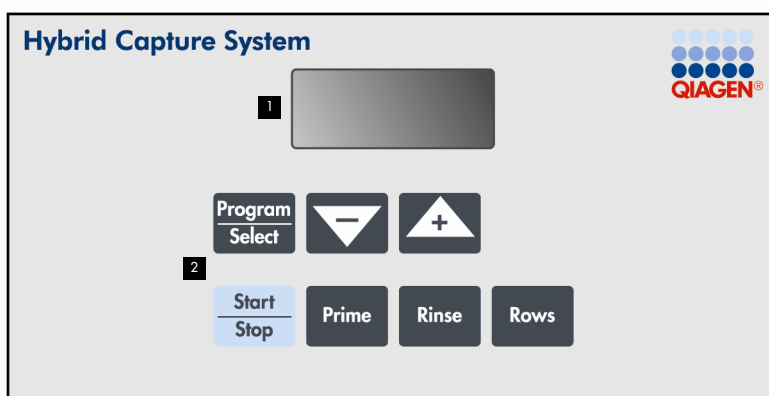 Hybrid Capture System
QIAGEN®
1
Program
Select
−
+
2
Start
Stop
Prime
Rinse
Rows